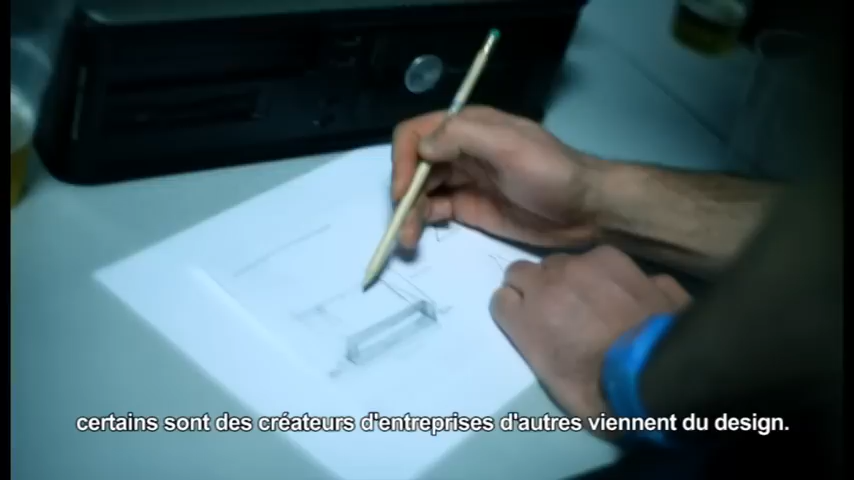 certains sont des créateurs d'entreprises d'autres viennent du design.